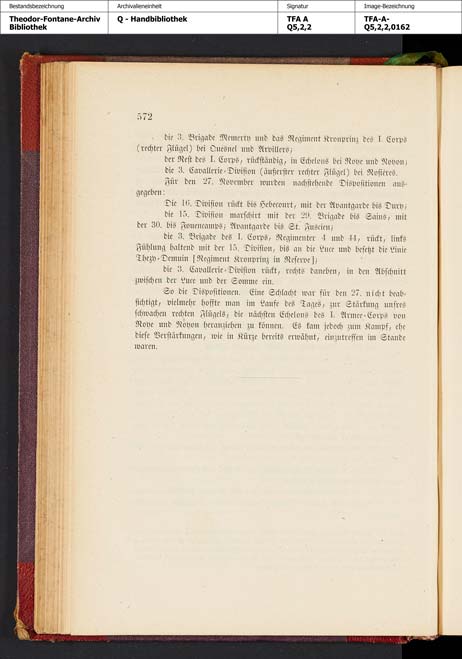 Bestandsbezeichnung Archivalieneinheit Signatur Image-Bezeichnung
Theodor-Fontane-Archiv Q - Handbibliothek TFA A TFA-A-
Bibliothek Q5,2,2 Q5,2,2,0162
572
die 3. Brigade Memerty und das Regiment Kronprinz des I. Corps
(rechter Flügel) bei Quesnel und Arvillers;
der Rest des I. Corps, rückständig, in Echelons bei Roye und Noyon;
die 3. Cavallerie-Division (äußerster rechter Flügel) bei Rosières.
Für den 27. November wurden nachstehende Dispositionen aus-
gegeben:
Die 16. Division rückt bis Hebecourt, mit der Avantgarde bis Dury;
die 15. Division marschirt mit der 29. Brigade bis Sains, mit
der 30. bis Fouencamps; Avantgarde bis St. Fuscien;
die 3. Brigade des I. Corps, Regimenter 4 und 44, rückt, links
Fühlung haltend mit der 15. Division, bis an die Luce und besetzt die Linie
Thezy-Demuin [Regiment Kronprinz in Reserve];
die 3. Cavallerie-Division rückt, rechts daneben, in den Abschnitt
zwischen der Luce und der Somme ein.
So die Dispositionen. Eine Schlacht war für den 27. nicht beab-
sichtigt, vielmehr hoffte man im Laufe des Tages, zur Stärkung unsres
schwachen rechten Flügels, die nächsten Echelons des I. Armee-Corps von
Roye und Noyon heranziehen zu können. Es kam jedoch zum Kampf, ehe
diese Verstärkungen, wie in Kürze bereits erwähnt, einzutreffen im Stande
waren.